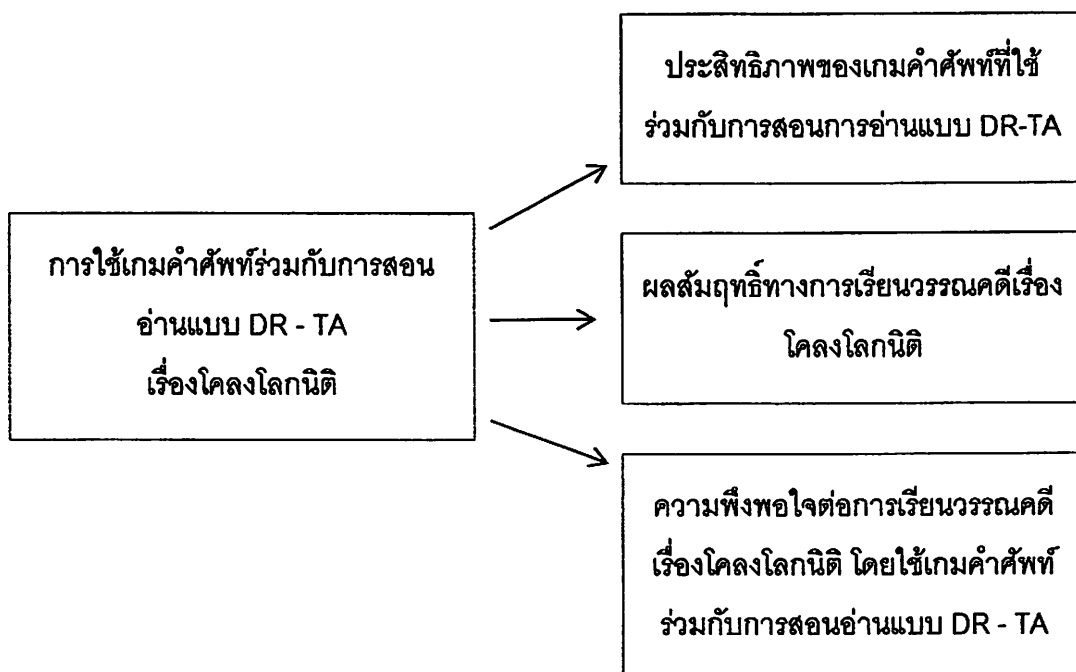 ประสิทธิภาพของเกมคำศัพท์ที่ใช้
ร่วมกับการสอนการอ่านแบบ DR-TA
การใช้เกมคำศัพท์ร่วมกับการสอน
อ่านแบบ DR - TA
เรื่องโคลงโลกนิติ
ผลสัมฤทธิ์ทางการเรียนวรรณคดีเรื่อง
โคลงโลกนิติ
ความพึงพอใจต่อการเรียนวรรณคดี
เรื่องโคลงโลกนิติ โดยใช้เกมคำศัพท์
ร่วมกับการสอนอ่านแบบ DR - TA